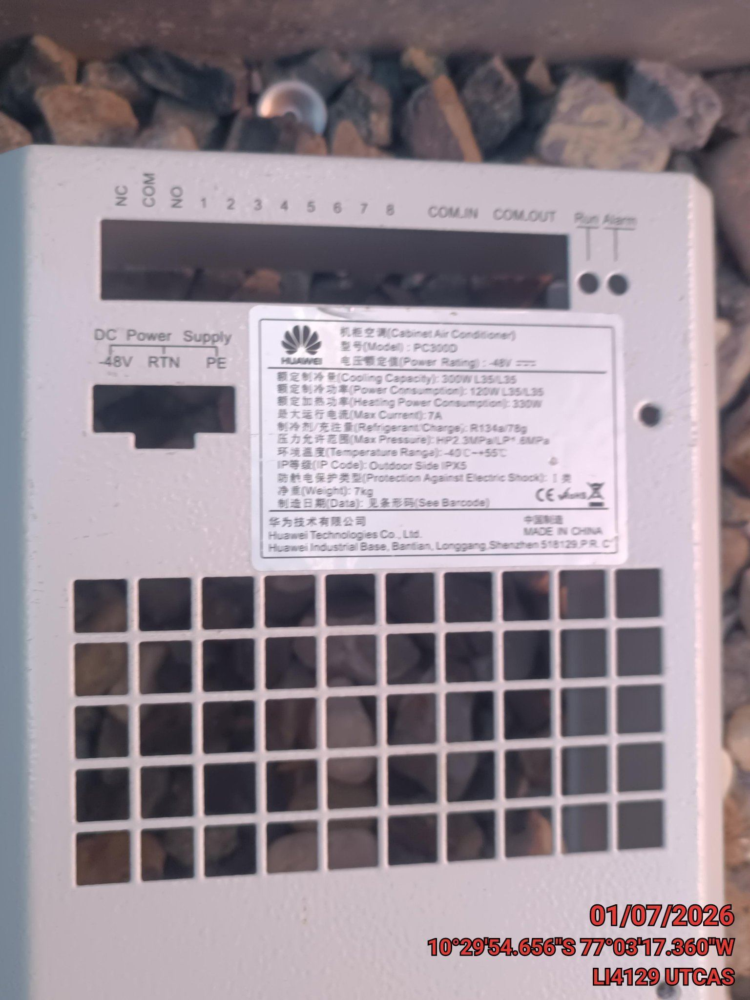 NC COM NO 1 2 3 4 5 6 7 8 COM.IN COM.OUT Run Alarm
DC Power Supply
-48V RTN PE
HUAWEI
机柜空调(Cabinet Air Conditioner)
型号(Model) : PC300D
电压额定值(Power Rating) : -48V
额定制冷量(Cooling Capacity): 300W L35/L35
额定制冷功率(Power Consumption): 120W L35/L35
额定加热功率(Heating Power Consumption): 330W
最大运行电流(Max Current): 7A
制冷剂/充注量(Refrigerant/Charge): R134a/78g
压力允许范围(Max Pressure): HP2.3MPa/LP1.6MPa
环境温度(Temperature Range): -40℃~+55℃
IP等级(IP Code): Outdoor Side IPX5
防触电保护类型(Protection Against Electric Shock): I 类
净重(Weight): 7kg
制造日期(Data): 见条形码(See Barcode)
CE RoHS
华为技术有限公司
中国制造
Huawei Technologies Co., Ltd.
MADE IN CHINA
Huawei Industrial Base, Bantian, Longgang,Shenzhen 518129,P.R. C
01/07/2026
10°29'54.656"S 77°03'17.360"W
LI4129 UTCAS